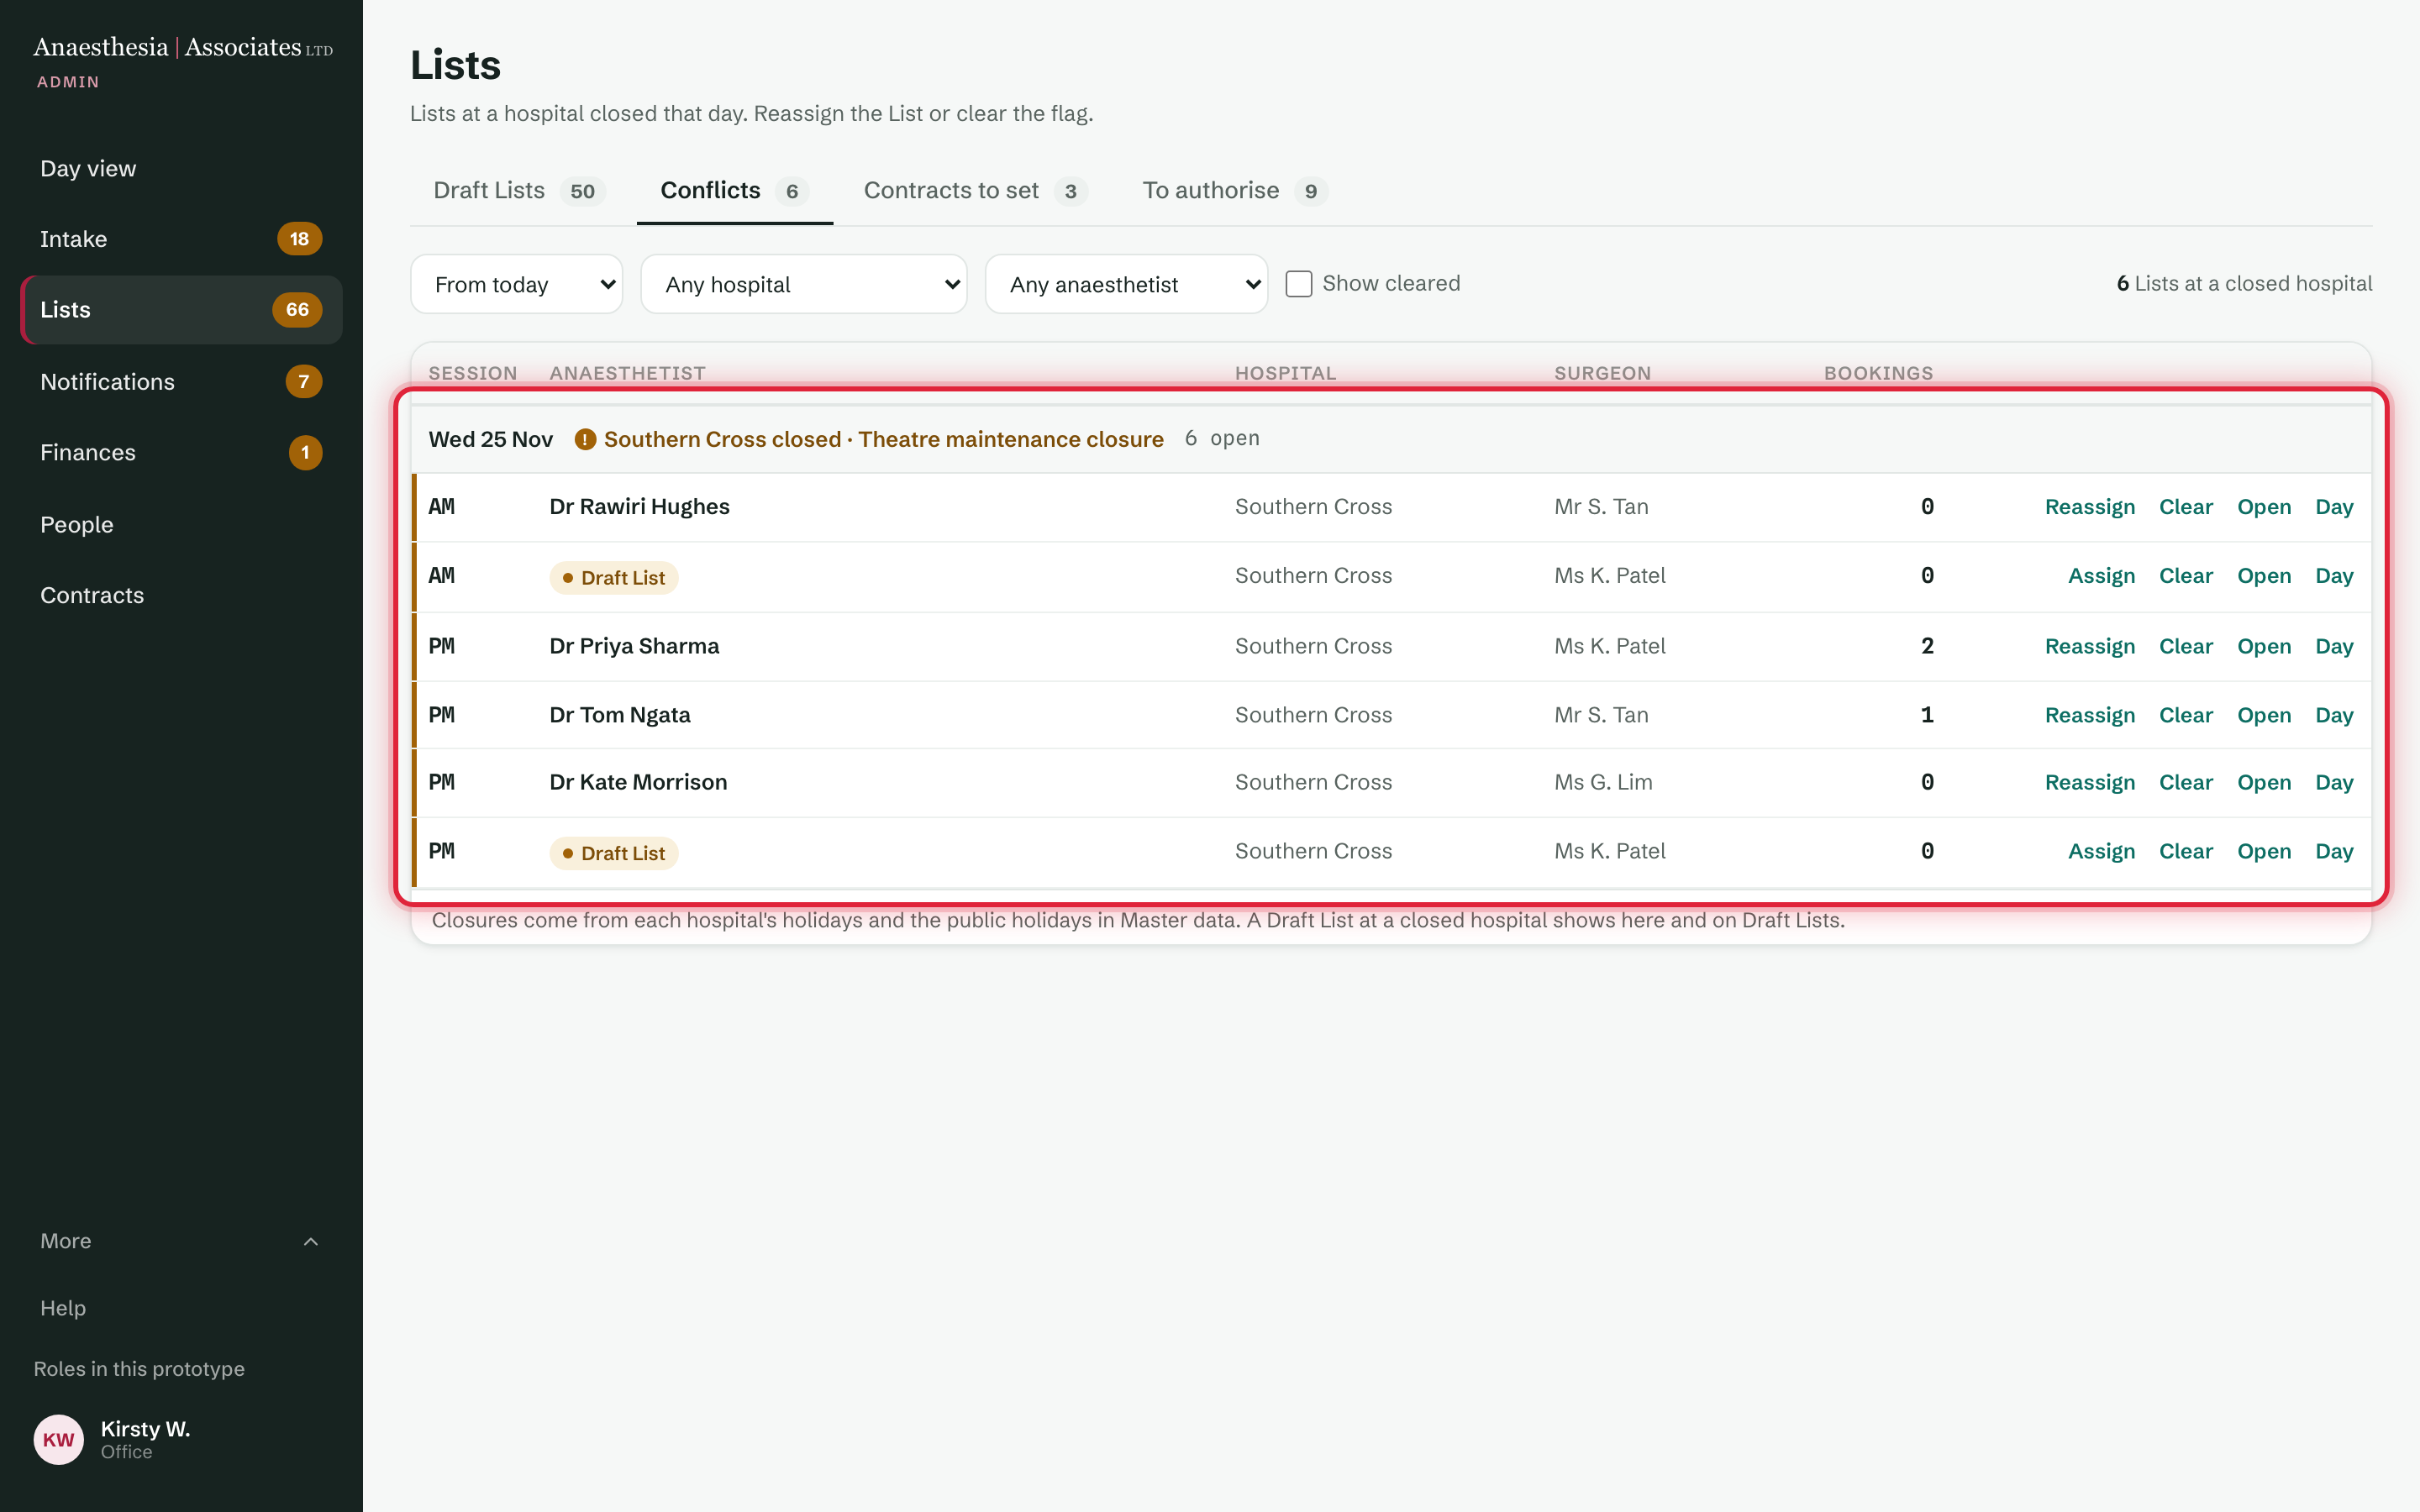 Anaesthesia | Associates LTD
ADMIN
Day view
Intake 18
Lists 66
Notifications 7
Finances 1
People
Contracts
More
Help
Roles in this prototype
KW Kirsty W.
Office
Lists
Lists at a hospital closed that day. Reassign the List or clear the flag.
Draft Lists 50 Conflicts 6 Contracts to set 3 To authorise 9
From today Any hospital Any anaesthetist Show cleared 6 Lists at a closed hospital
SESSION ANAESTHETIST HOSPITAL SURGEON BOOKINGS
Wed 25 Nov ! Southern Cross closed · Theatre maintenance closure 6 open
AM Dr Rawiri Hughes Southern Cross Mr S. Tan 0 Reassign Clear Open Day
AM Draft List Southern Cross Ms K. Patel 0 Assign Clear Open Day
PM Dr Priya Sharma Southern Cross Ms K. Patel 2 Reassign Clear Open Day
PM Dr Tom Ngata Southern Cross Mr S. Tan 1 Reassign Clear Open Day
PM Dr Kate Morrison Southern Cross Ms G. Lim 0 Reassign Clear Open Day
PM Draft List Southern Cross Ms K. Patel 0 Assign Clear Open Day
Closures come from each hospital's holidays and the public holidays in Master data. A Draft List at a closed hospital shows here and on Draft Lists.